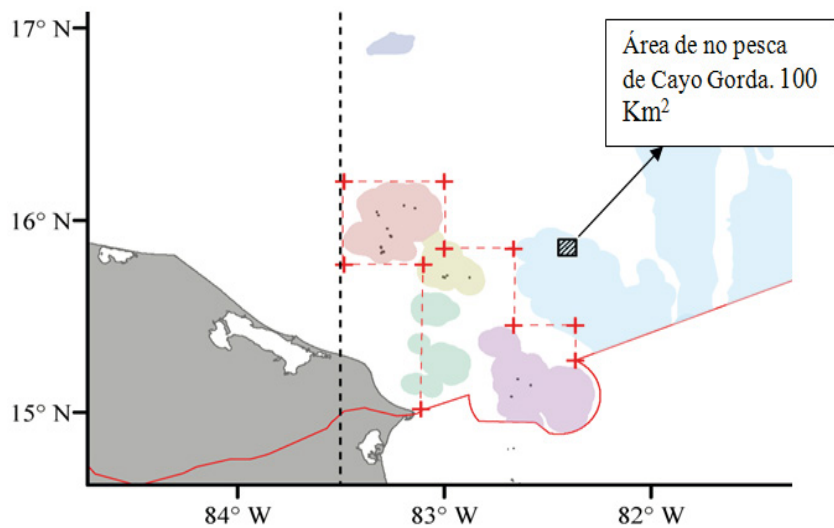 17° N
Área de no pesca
de Cayo Gorda. 100
Km²
16° N
15° N
84° W
83° W
82° W